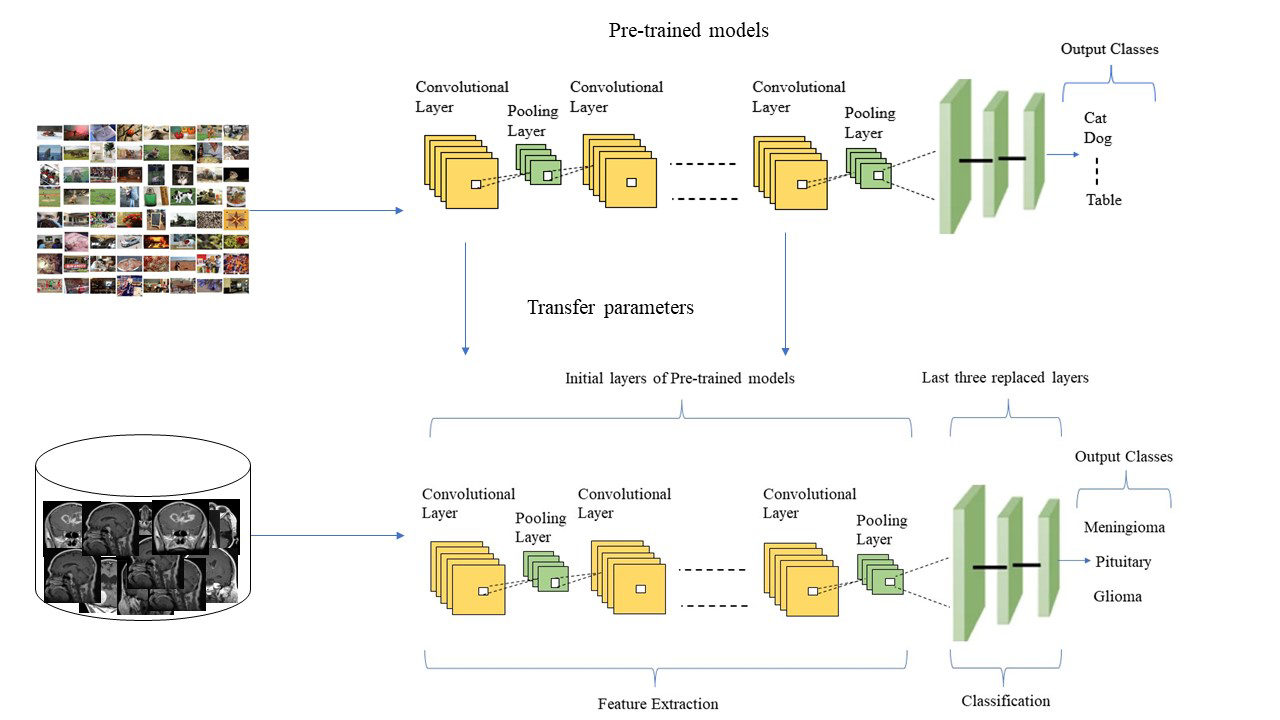 Pre-trained models
Output Classes
Convolutional
Layer
Pooling
Layer
Convolutional
Layer
Convolutional
Layer
Pooling
Layer
Cat
Dog
Table
Transfer parameters
Initial layers of Pre-trained models
Last three replaced layers
Output Classes
Convolutional
Layer
Pooling
Layer
Convolutional
Layer
Convolutional
Layer
Pooling
Layer
Meningioma
Pituitary
Glioma
Feature Extraction
Classification